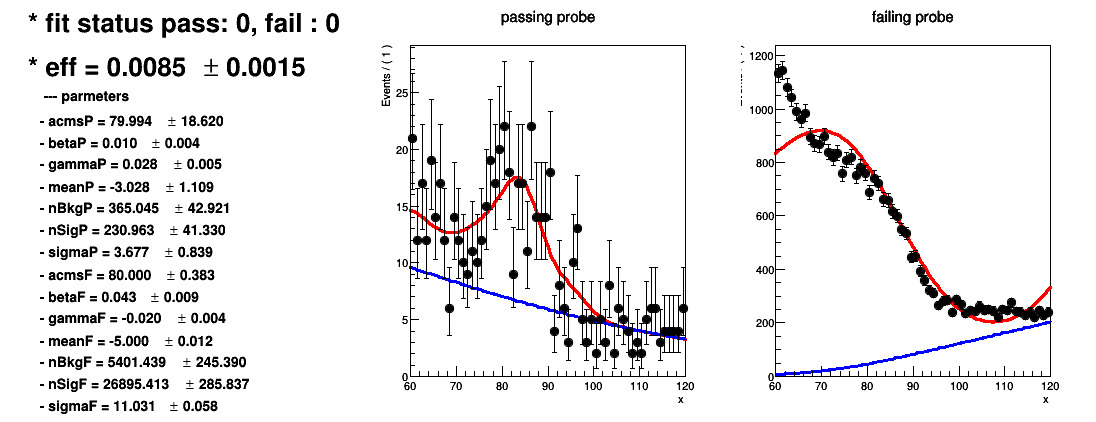 * fit status pass: 0, fail : 0
* eff = 0.0085 ± 0.0015
--- parmeters
- acmsP = 79.994 ± 18.620
- betaP = 0.010 ± 0.004
- gammaP = 0.028 ± 0.005
- meanP = -3.028 ± 1.109
- nBkgP = 365.045 ± 42.921
- nSigP = 230.963 ± 41.330
- sigmaP = 3.677 ± 0.839
- acmsF = 80.000 ± 0.383
- betaF = 0.043 ± 0.009
- gammaF = -0.020 ± 0.004
- meanF = -5.000 ± 0.012
- nBkgF = 5401.439 ± 245.390
- nSigF = 26895.413 ± 285.837
- sigmaF = 11.031 ± 0.058
passing probe
Events / ( 1 )
25
20
15
10
5
0
60 70 80 90 100 110 120
x
failing probe
1200
1000
800
600
400
200
0
60 70 80 90 100 110 120
x